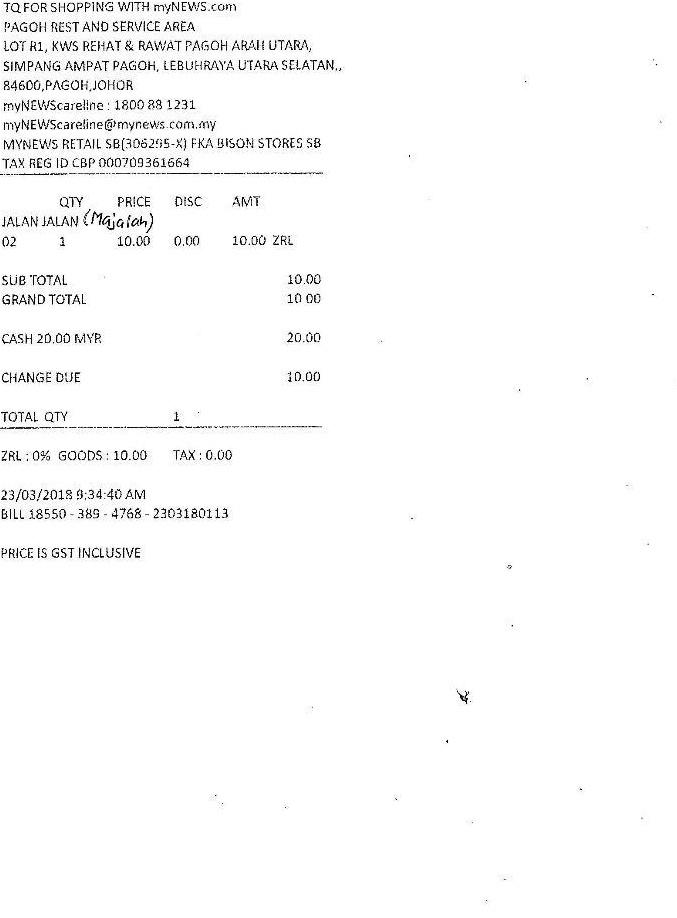 TQ FOR SHOPPING WITH myNEWS.com
PAGOH REST AND SERVICE AREA
LOT R1, KWS REHAT & RAWAT PAGOH ARAH UTARA,
SIMPANG AMPAT PAGOH, LEBUHRAYA UTARA SELATAN,,
84600,PAGOH,JOHOR
myNEWScareline : 1800 88 1231
myNEWScareline@mynews.com.my
MYNEWS RETAIL SB(306295-X) FKA BISON STORES SB
TAX REG ID CBP 000709361664
QTY PRICE DISC AMT
JALAN JALAN (Majalah)
02 1 10.00 0.00 10.00 ZRL
SUB TOTAL 10.00
GRAND TOTAL 10.00
CASH 20.00 MYR 20.00
CHANGE DUE 10.00
TOTAL QTY 1
ZRL : 0% GOODS : 10.00 TAX : 0.00
23/03/2018 9:34:40 AM
BILL 18550 - 389 - 4768 - 2303180113
PRICE IS GST INCLUSIVE